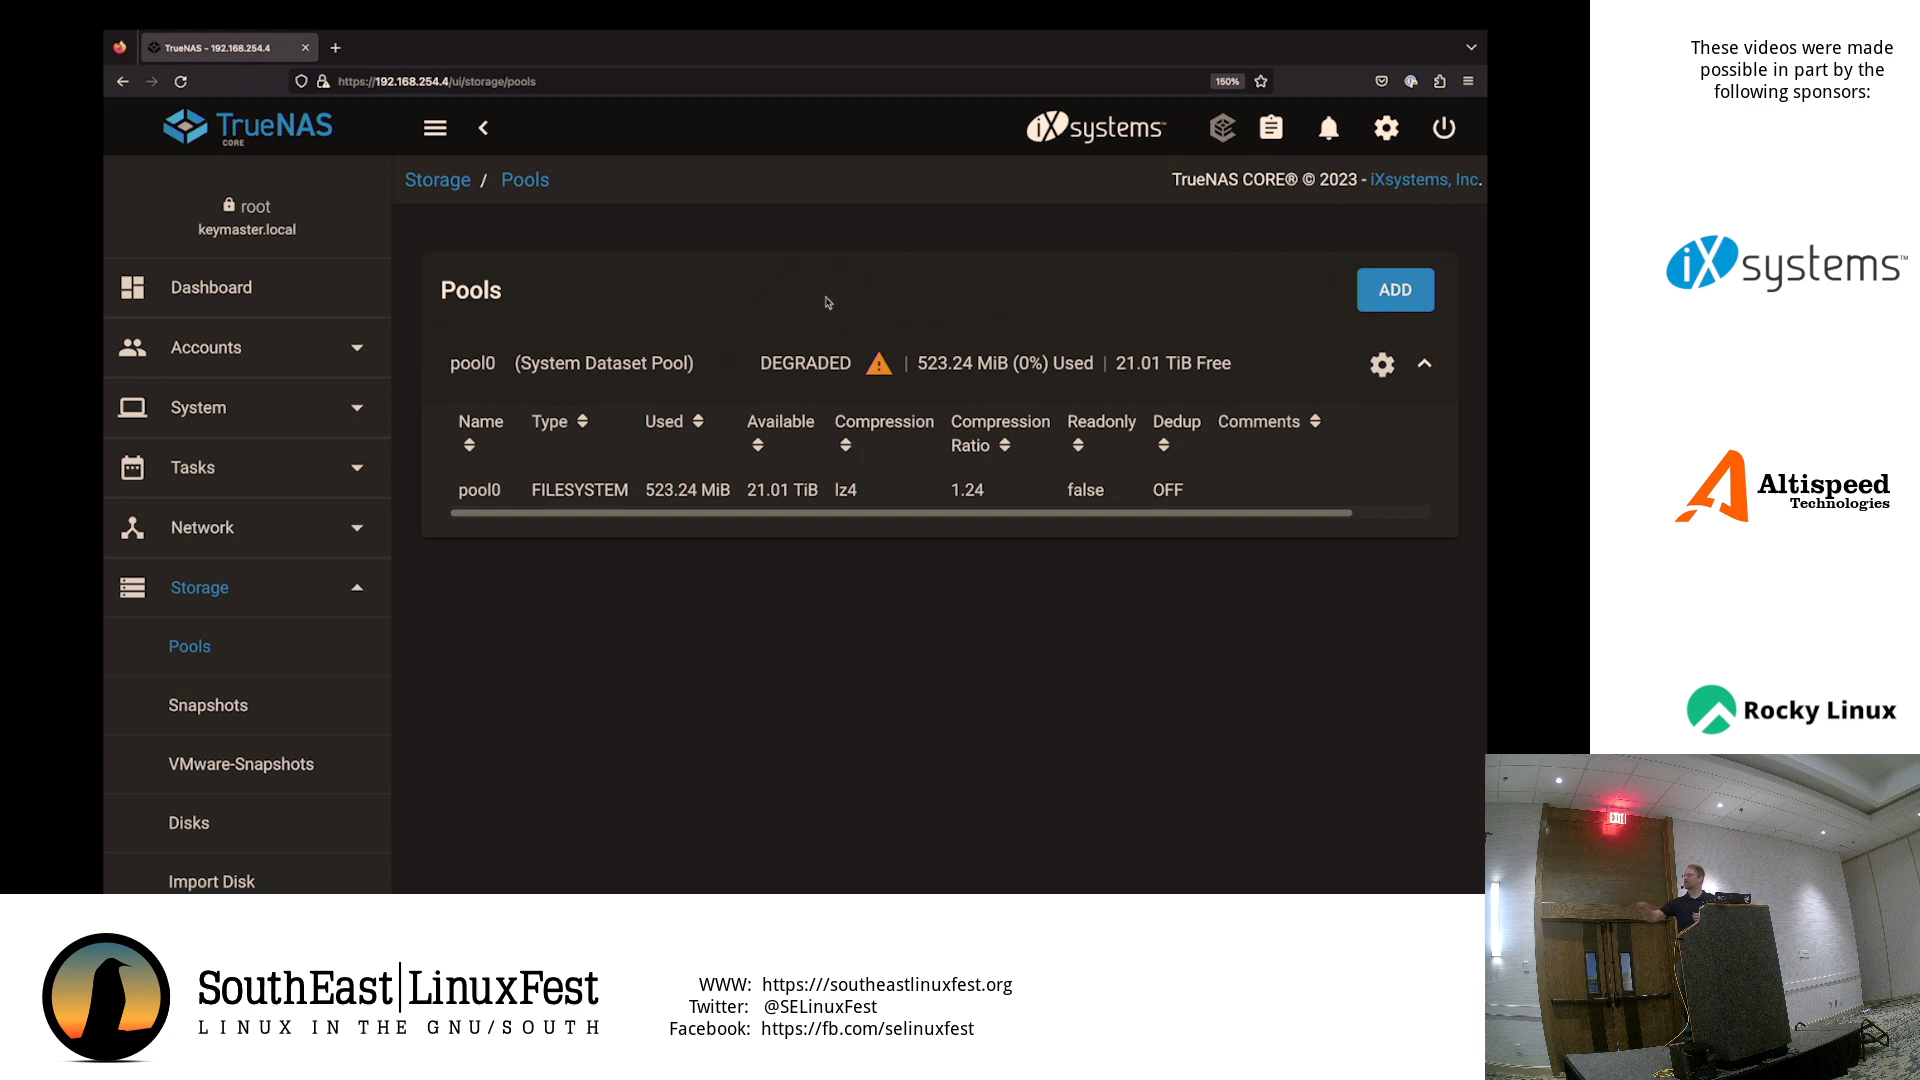 TrueNAS - 192.168.254.4
https://192.168.254.4/ui/storage/pools
150%
TrueNAS
CORE
iXsystems™
Storage / Pools
TrueNAS CORE® © 2023 - iXsystems, Inc.
root
keymaster.local
Dashboard
Accounts
System
Tasks
Network
Storage
Pools
Snapshots
VMware-Snapshots
Disks
Import Disk
Pools
ADD
pool0 (System Dataset Pool) DEGRADED | 523.24 MiB (0%) Used | 21.01 TiB Free
Name Type Used Available Compression Compression Ratio Readonly Dedup Comments
pool0 FILESYSTEM 523.24 MiB 21.01 TiB lz4 1.24 false OFF
These videos were made
possible in part by the
following sponsors:
iXsystems™
Altispeed
Technologies
Rocky Linux
EXIT
SouthEast|LinuxFest
LINUX IN THE GNU/SOUTH
WWW: https:///southeastlinuxfest.org
Twitter: @SELinuxFest
Facebook: https://fb.com/selinuxfest